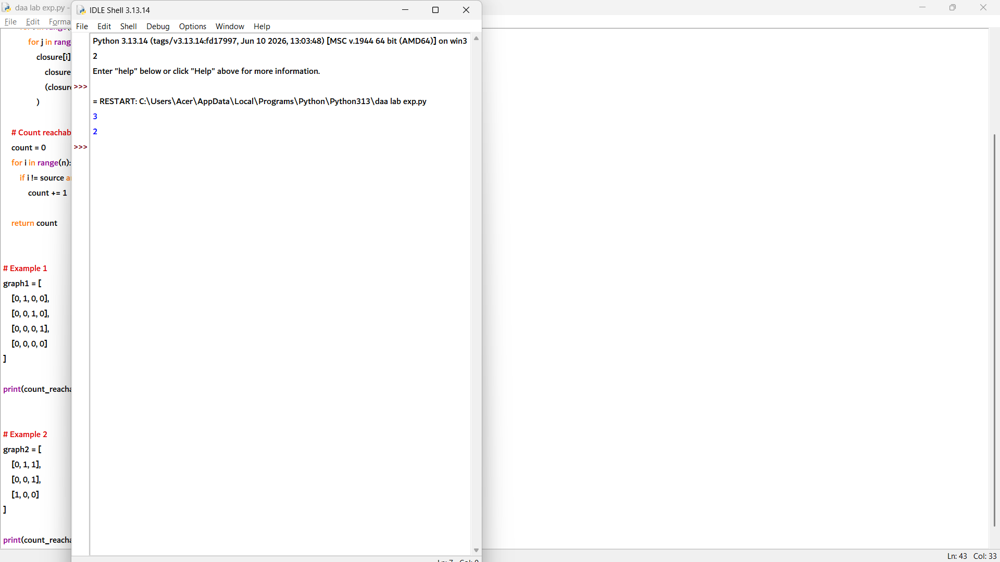 daa lab exp.py -
File Edit Forma
for j in rang
closure[i]
closure
(closure
)
# Count reachab
count = 0
for i in range(n):
if i != source a
count += 1
return count
# Example 1
graph1 = [
[0, 1, 0, 0],
[0, 0, 1, 0],
[0, 0, 0, 1],
[0, 0, 0, 0]
]
print(count_reacha
# Example 2
graph2 = [
[0, 1, 1],
[0, 0, 1],
[1, 0, 0]
]
print(count_reacha
IDLE Shell 3.13.14
File Edit Shell Debug Options Window Help
Python 3.13.14 (tags/v3.13.14:fd17997, Jun 10 2026, 13:03:48) [MSC v.1944 64 bit (AMD64)] on win3
2
Enter "help" below or click "Help" above for more information.
>>>
= RESTART: C:\Users\Acer\AppData\Local\Programs\Python\Python313\daa lab exp.py
3
2
>>>
Ln: 7 Col: 0
Ln: 43 Col: 33